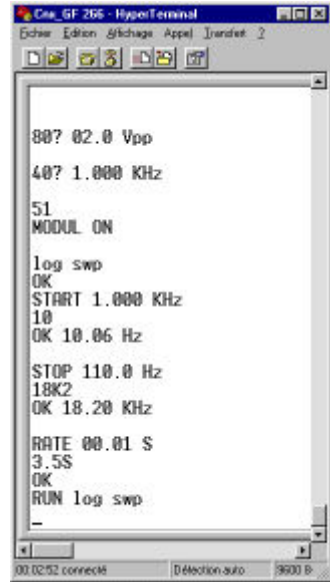 Cna_GF 266 - HyperTerminal
Fichier Edition Affichage Appel Transfert ?
80? 02.0 Vpp
40? 1.000 KHz
51
MODUL ON
log swp
OK
START 1.000 KHz
10
OK 10.06 Hz
STOP 110.0 Hz
18K2
OK 18.20 KHz
RATE 00.01 S
3.5S
OK
RUN log swp
_
00:02:52 connecté Détection auto 9600 8-